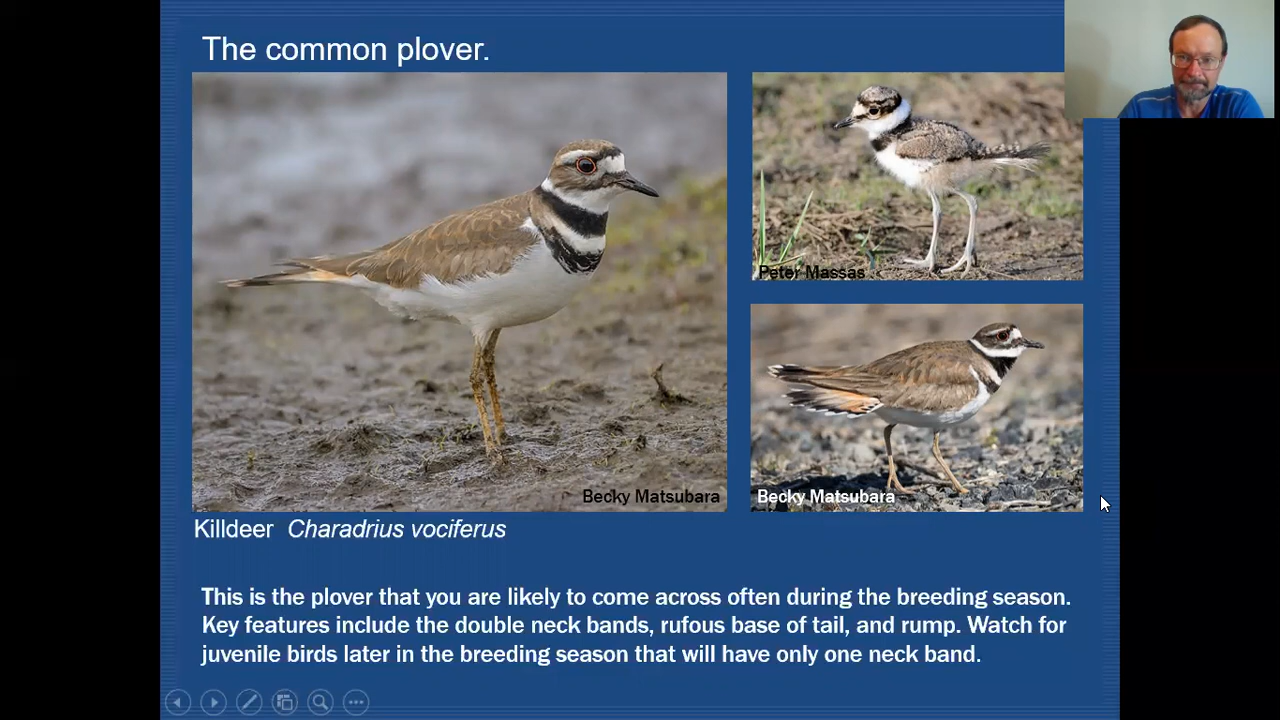 The common plover.
Peter Massas
Becky Matsubara
Becky Matsubara
Killdeer Charadrius vociferus
This is the plover that you are likely to come across often during the breeding season.
Key features include the double neck bands, rufous base of tail, and rump. Watch for
juvenile birds later in the breeding season that will have only one neck band.